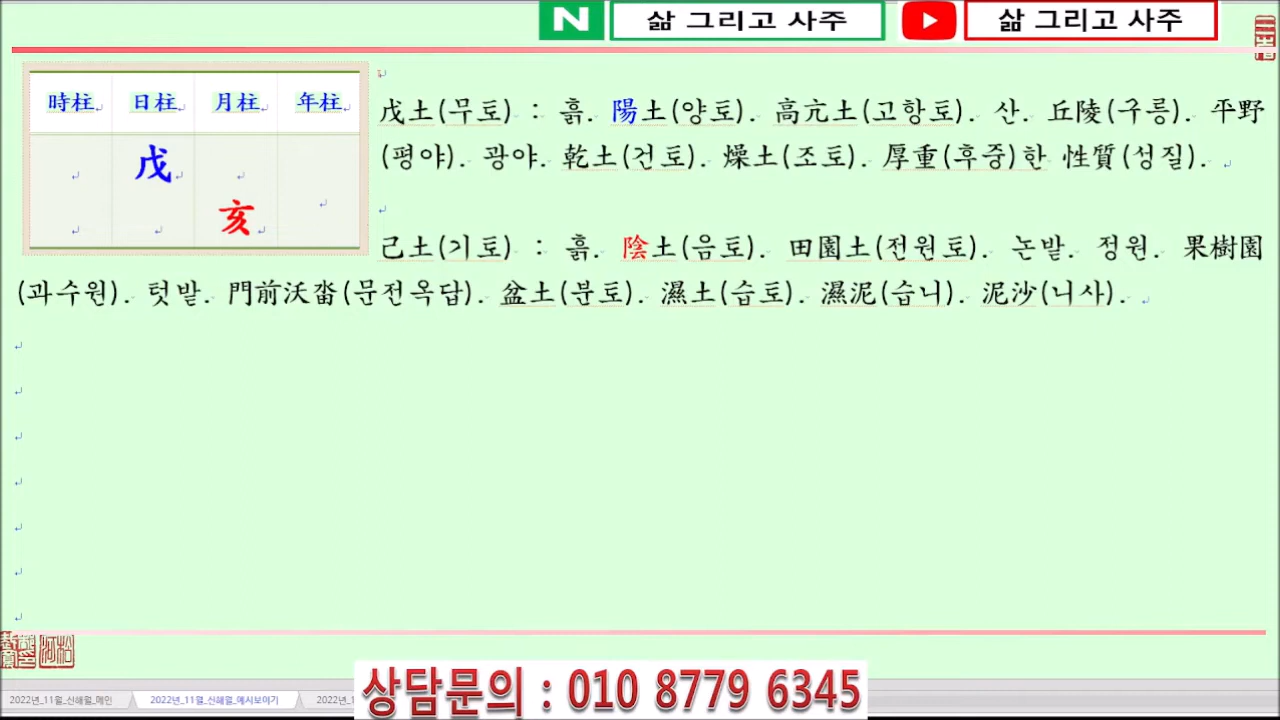 N 삶 그리고 사주 삶 그리고 사주
時柱 日柱 月柱 年柱
戊
亥
戊土(무토) : 흙. 陽土(양토). 高亢土(고항토). 산. 丘陵(구릉). 平野
(평야). 광야. 乾土(건토). 燥土(조토). 厚重(후중)한 性質(성질).
己土(기토) : 흙. 陰土(음토). 田園土(전원토). 논밭. 정원. 果樹園
(과수원). 텃밭. 門前沃畓(문전옥답). 盆土(분토). 濕土(습토). 濕泥(습니). 泥沙(니사).
2022년_11월_신해월_메인 2022년_11월_신해월_예시보이기 2022년_1
상담문의 : 010 8779 6345